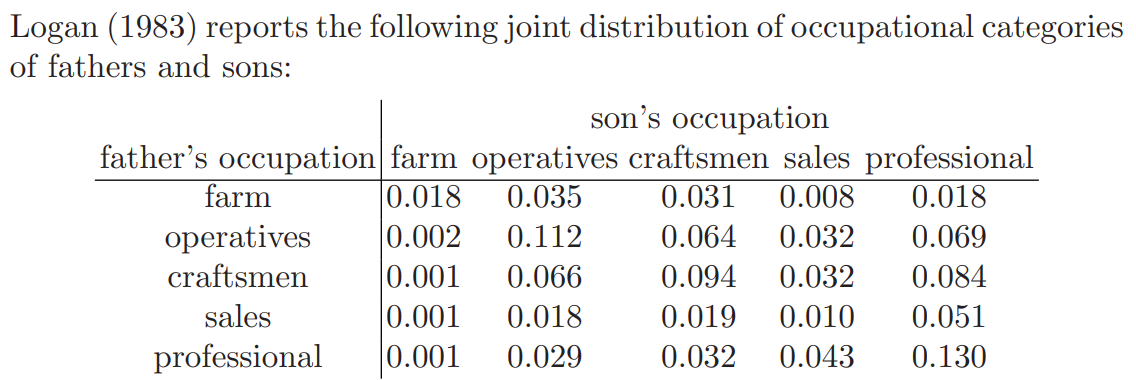 Logan (1983) reports the following joint distribution of occupational categories
of fathers and sons:
son's occupation
father's occupation farm operatives craftsmen sales professional
farm 0.018 0.035 0.031 0.008 0.018
operatives 0.002 0.112 0.064 0.032 0.069
craftsmen 0.001 0.066 0.094 0.032 0.084
sales 0.001 0.018 0.019 0.010 0.051
professional 0.001 0.029 0.032 0.043 0.130